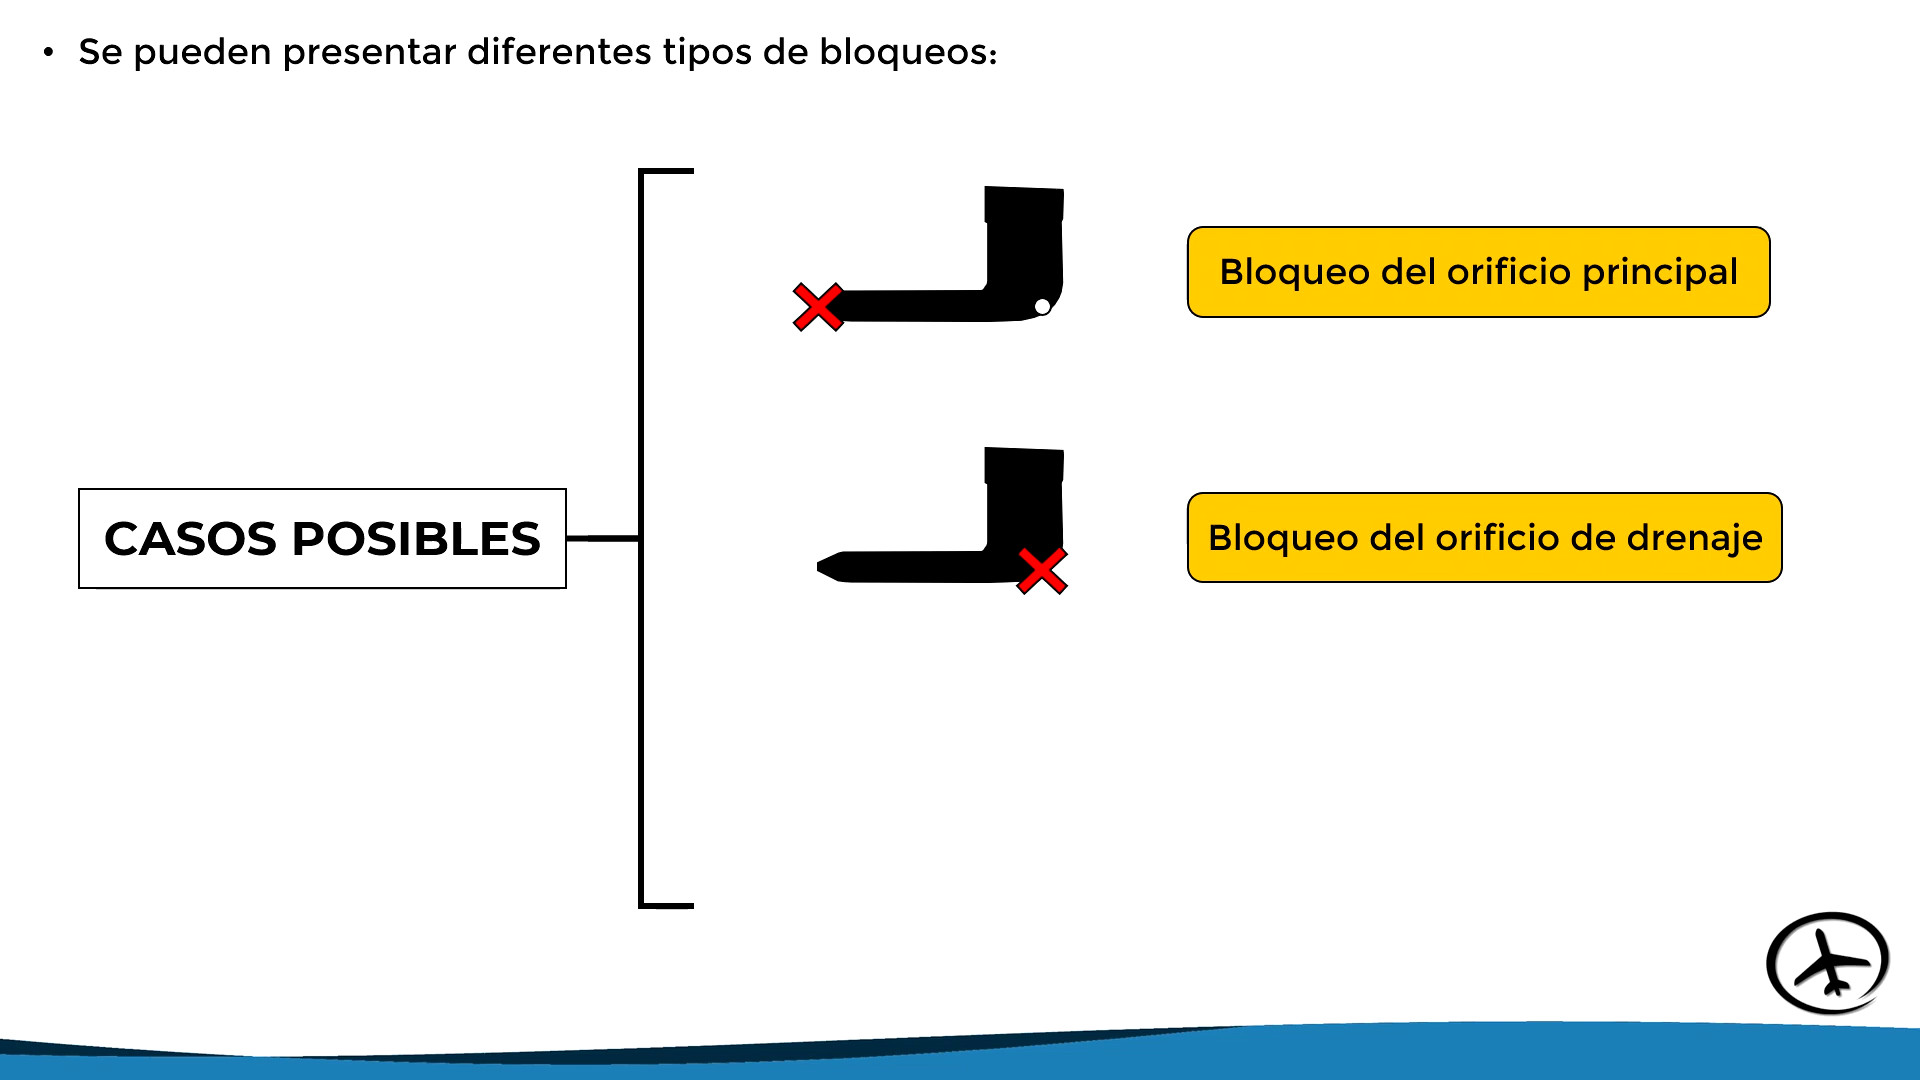 • Se pueden presentar diferentes tipos de bloqueos:
Bloqueo del orificio principal
CASOS POSIBLES
Bloqueo del orificio de drenaje